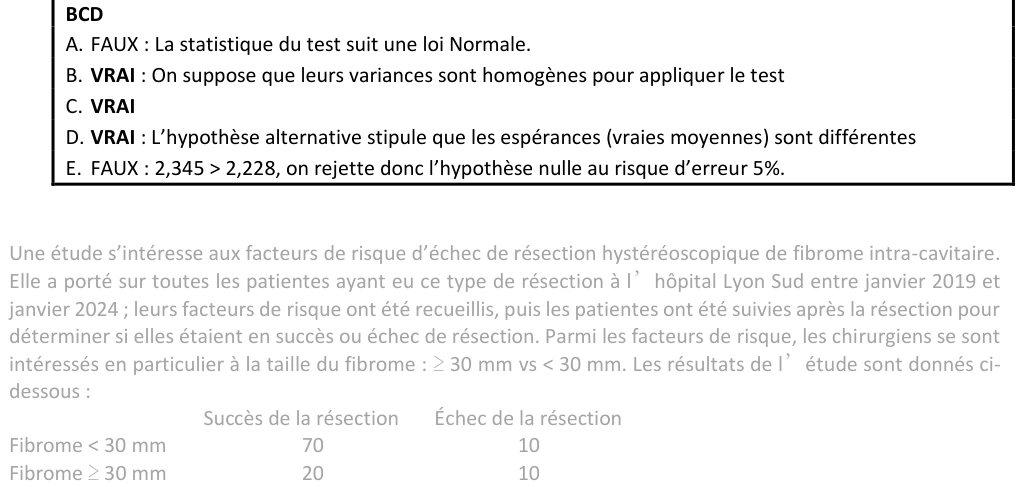 BCD
A. FAUX : La statistique du test suit une loi Normale.
B. VRAI : On suppose que leurs variances sont homogènes pour appliquer le test
C. VRAI
D. VRAI : L’hypothèse alternative stipule que les espérances (vraies moyennes) sont différentes
E. FAUX : 2,345 > 2,228, on rejette donc l’hypothèse nulle au risque d’erreur 5%.
Une étude s’intéresse aux facteurs de risque d’échec de résection hystéroscopique de fibrome intra-cavitaire.
Elle a porté sur toutes les patientes ayant eu ce type de résection à l’hôpital Lyon Sud entre janvier 2019 et
janvier 2024 ; leurs facteurs de risque ont été recueillis, puis les patientes ont été suivies après la résection pour
déterminer si elles étaient en succès ou échec de résection. Parmi les facteurs de risque, les chirurgiens se sont
intéressés en particulier à la taille du fibrome : ≥ 30 mm vs < 30 mm. Les résultats de l’étude sont donnés ci-
dessous :
Succès de la résection Échec de la résection
Fibrome < 30 mm 70 10
Fibrome ≥ 30 mm 20 10